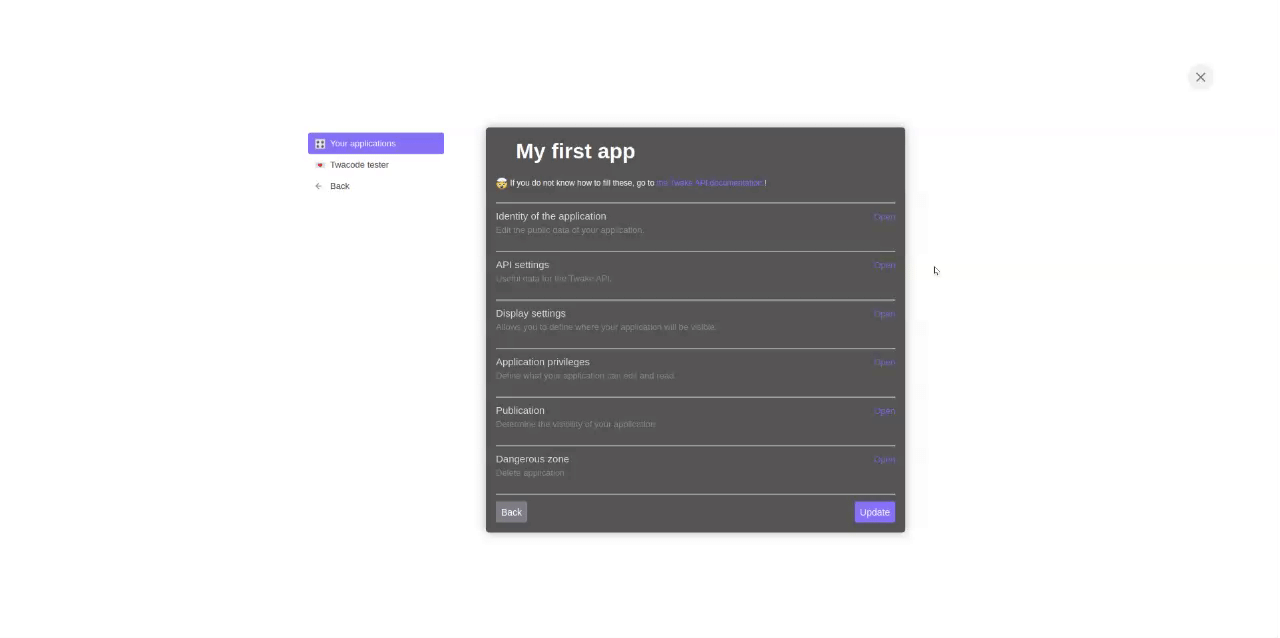 Your applications
Twacode tester
Back
My first app
If you do not know how to fill these, go to the Twake API documentation !
Identity of the application
Open
Edit the public data of your application.
API settings
Open
Useful data for the Twake API.
Display settings
Open
Allows you to define where your application will be visible.
Application privileges
Open
Define what your application can edit and read.
Publication
Open
Determine the visibility of your application
Dangerous zone
Open
Delete application
Back
Update